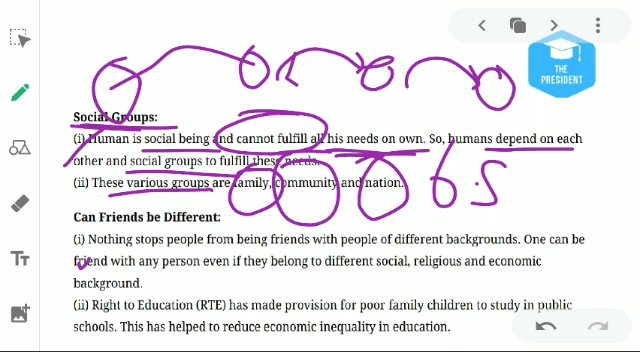 THE
PRESIDENT
Social Groups:
(i) Human is social being and cannot fulfill all his needs on own. So, humans depend on each
other and social groups to fulfill these needs.
(ii) These various groups are family, community and nation.
Can Friends be Different:
(i) Nothing stops people from being friends with people of different backgrounds. One can be
friend with any person even if they belong to different social, religious and economic
background.
(ii) Right to Education (RTE) has made provision for poor family children to study in public
schools. This has helped to reduce economic inequality in education.
Tт